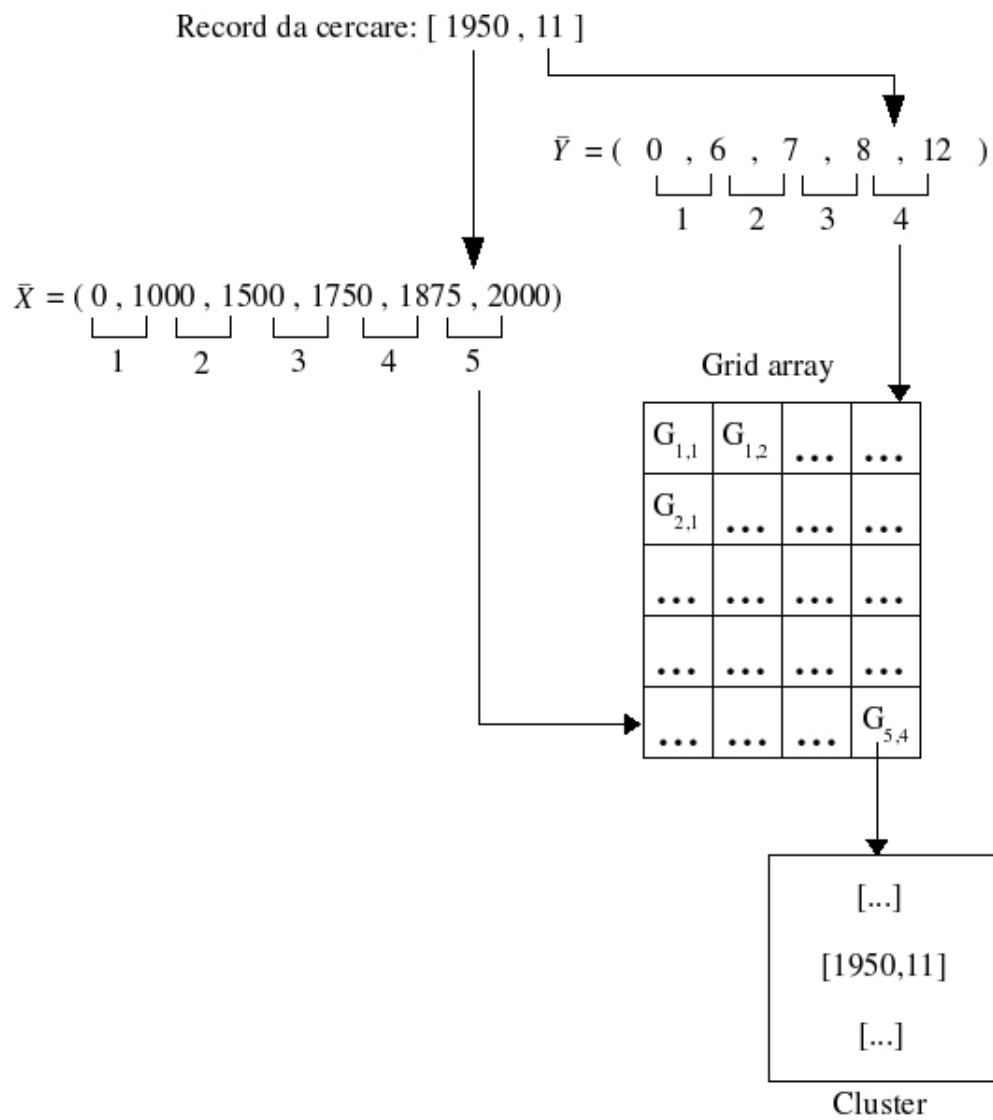 Record da cercare: [ 1950 , 11 ]
Ȳ = ( 0 , 6 , 7 , 8 , 12 )
1 2 3 4
X̄ = ( 0 , 1000 , 1500 , 1750 , 1875 , 2000)
1 2 3 4 5
Grid array
G1,1 G1,2 ... ...
G2,1 ... ... ...
... ... ... ...
... ... ... ...
... ... ... G5,4
[...]
[1950,11]
[...]
Cluster